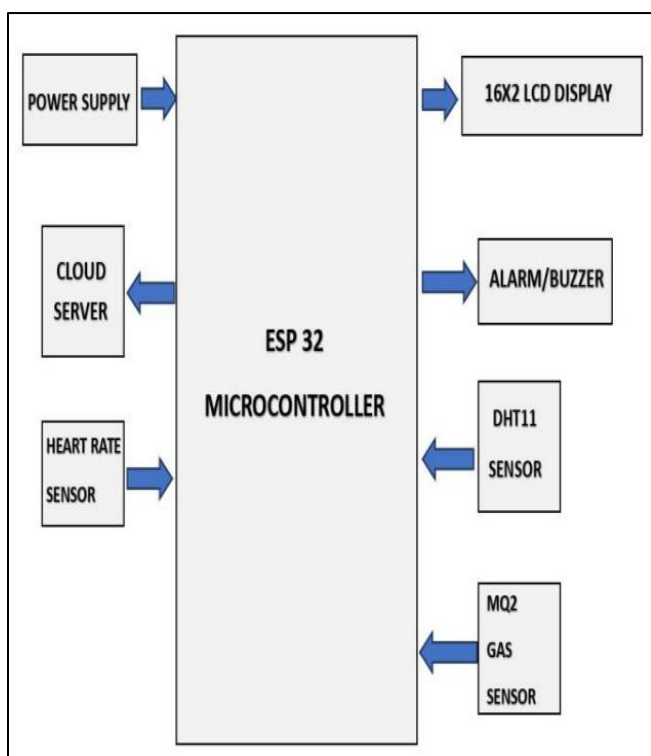 POWER SUPPLY
16X2 LCD DISPLAY
CLOUD
SERVER
ALARM/BUZZER
ESP 32
MICROCONTROLLER
HEART RATE
SENSOR
DHT11
SENSOR
MQ2
GAS
SENSOR